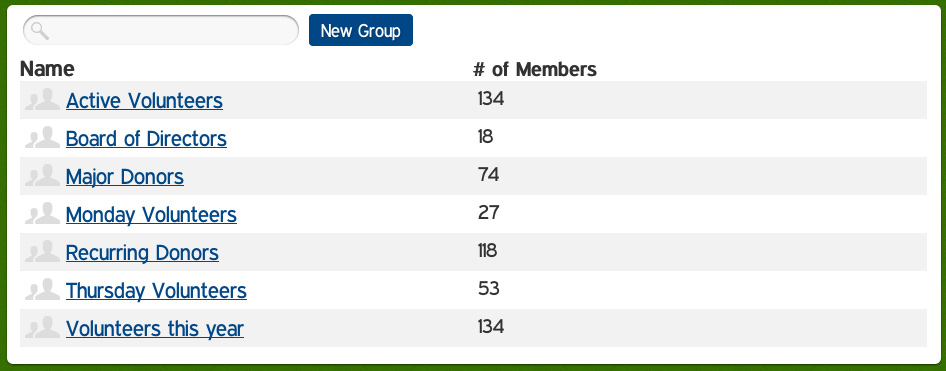 New Group
Name # of Members
Active Volunteers 134
Board of Directors 18
Major Donors 74
Monday Volunteers 27
Recurring Donors 118
Thursday Volunteers 53
Volunteers this year 134